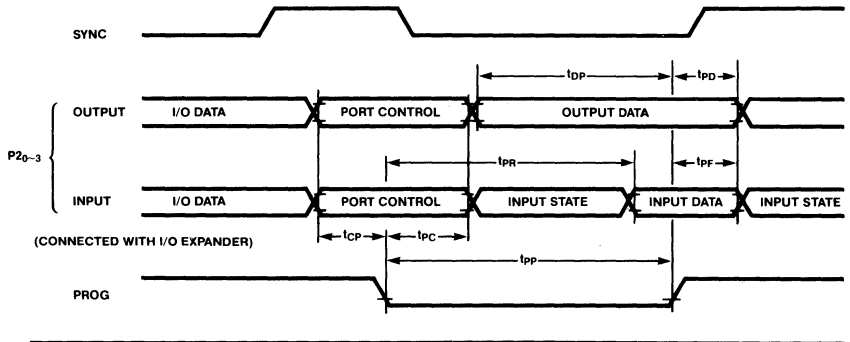 SYNC
tDP
tPD
OUTPUT
I/O DATA
PORT CONTROL
OUTPUT DATA
P20~3
tPR
tPF
INPUT
I/O DATA
PORT CONTROL
INPUT STATE
INPUT DATA
INPUT STATE
(CONNECTED WITH I/O EXPANDER)
tCP
tPC
tPP
PROG